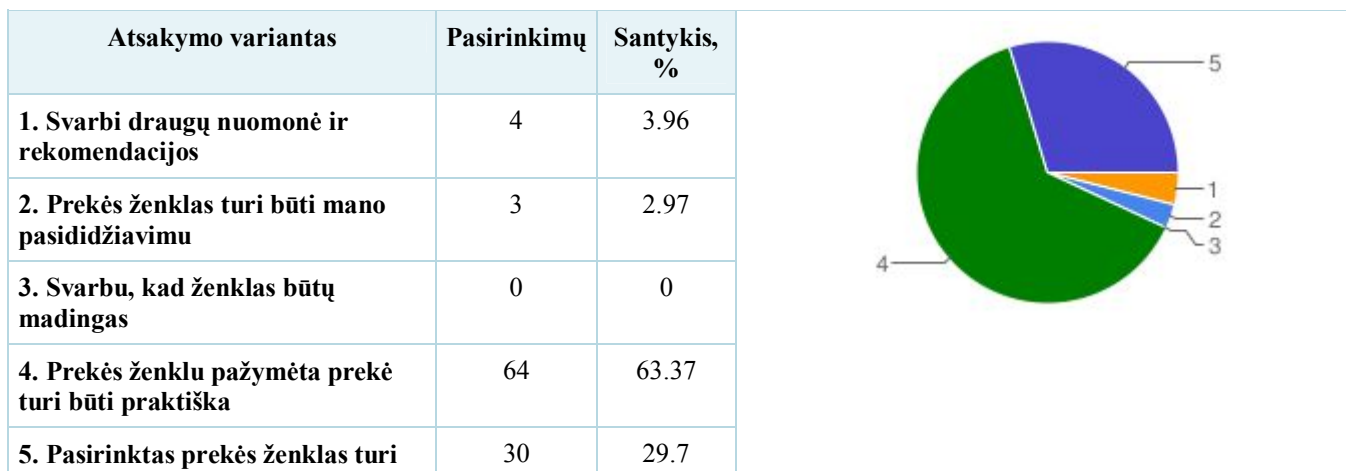 Atsakymo variantas Pasirinkimų Santykis, %
1. Svarbi draugų nuomonė ir rekomendacijos 4 3.96
2. Prekės ženklas turi būti mano pasididžiavimu 3 2.97
3. Svarbu, kad ženklas būtų madingas 0 0
4. Prekės ženklu pažymėta prekė turi būti praktiška 64 63.37
5. Pasirinktas prekės ženklas turi 30 29.7
5
1
2
3
4